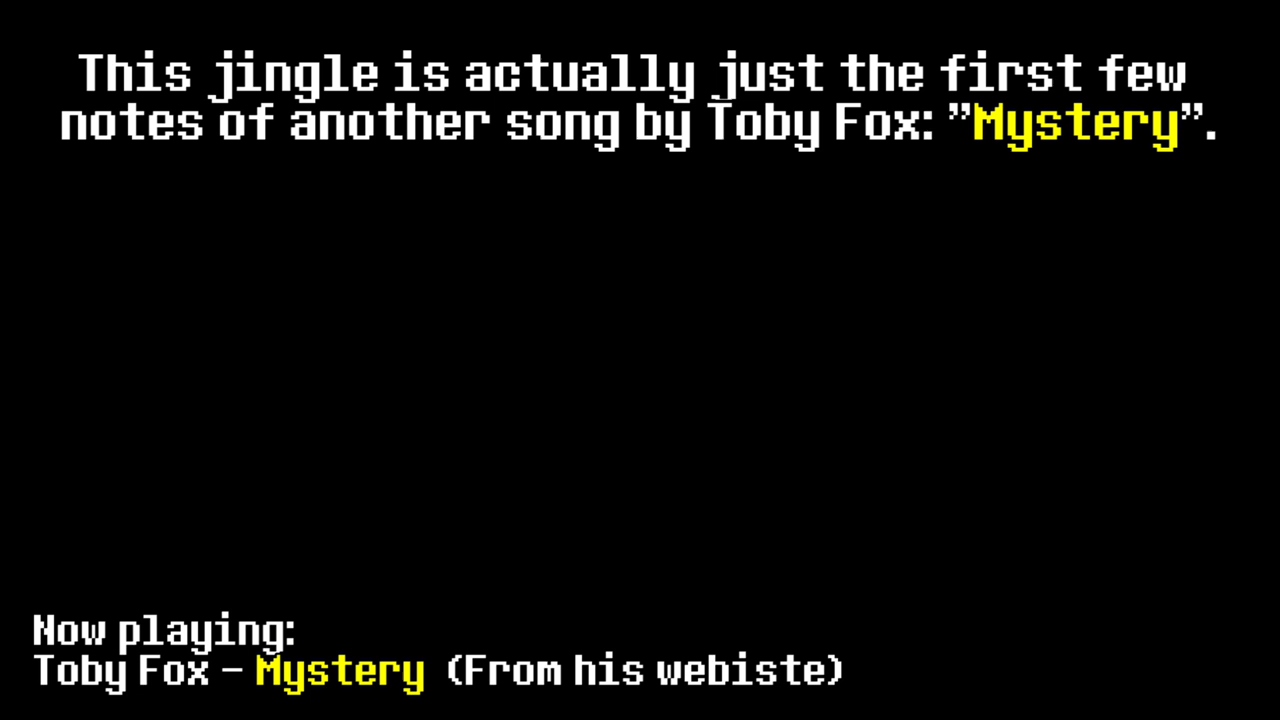 This jingle is actually just the first few
notes of another song by Toby Fox: ”Mystery”.
Now playing:
Toby Fox – Mystery (From his webiste)